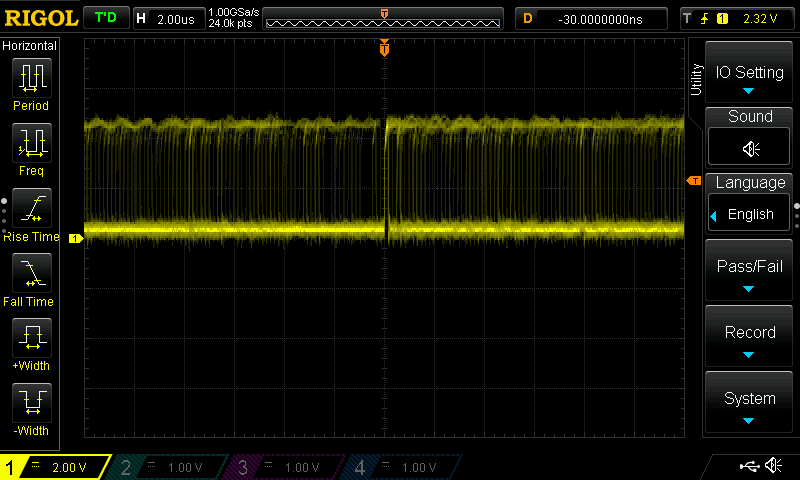 RIGOL T'D H 2.00us 1.00GSa/s 24.0k pts T D -30.0000000ns T 1 2.32 V
Horizontal
Period
Freq
Rise Time
Fall Time
+Width
-Width
T
T
1
Utility
IO Setting
Sound
Language
English
Pass/Fail
Record
System
1 2.00 V 2 1.00 V 3 1.00 V 4 1.00 V